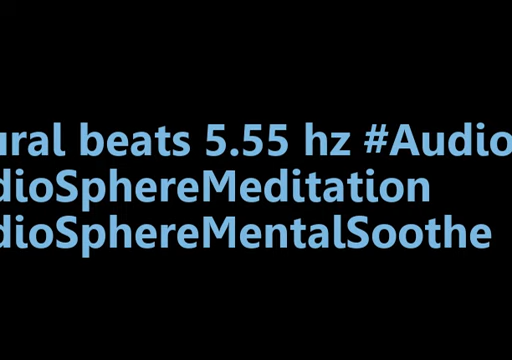 ural beats 5.55 hz #Audio
dioSphereMeditation
dioSphereMentalSoothe